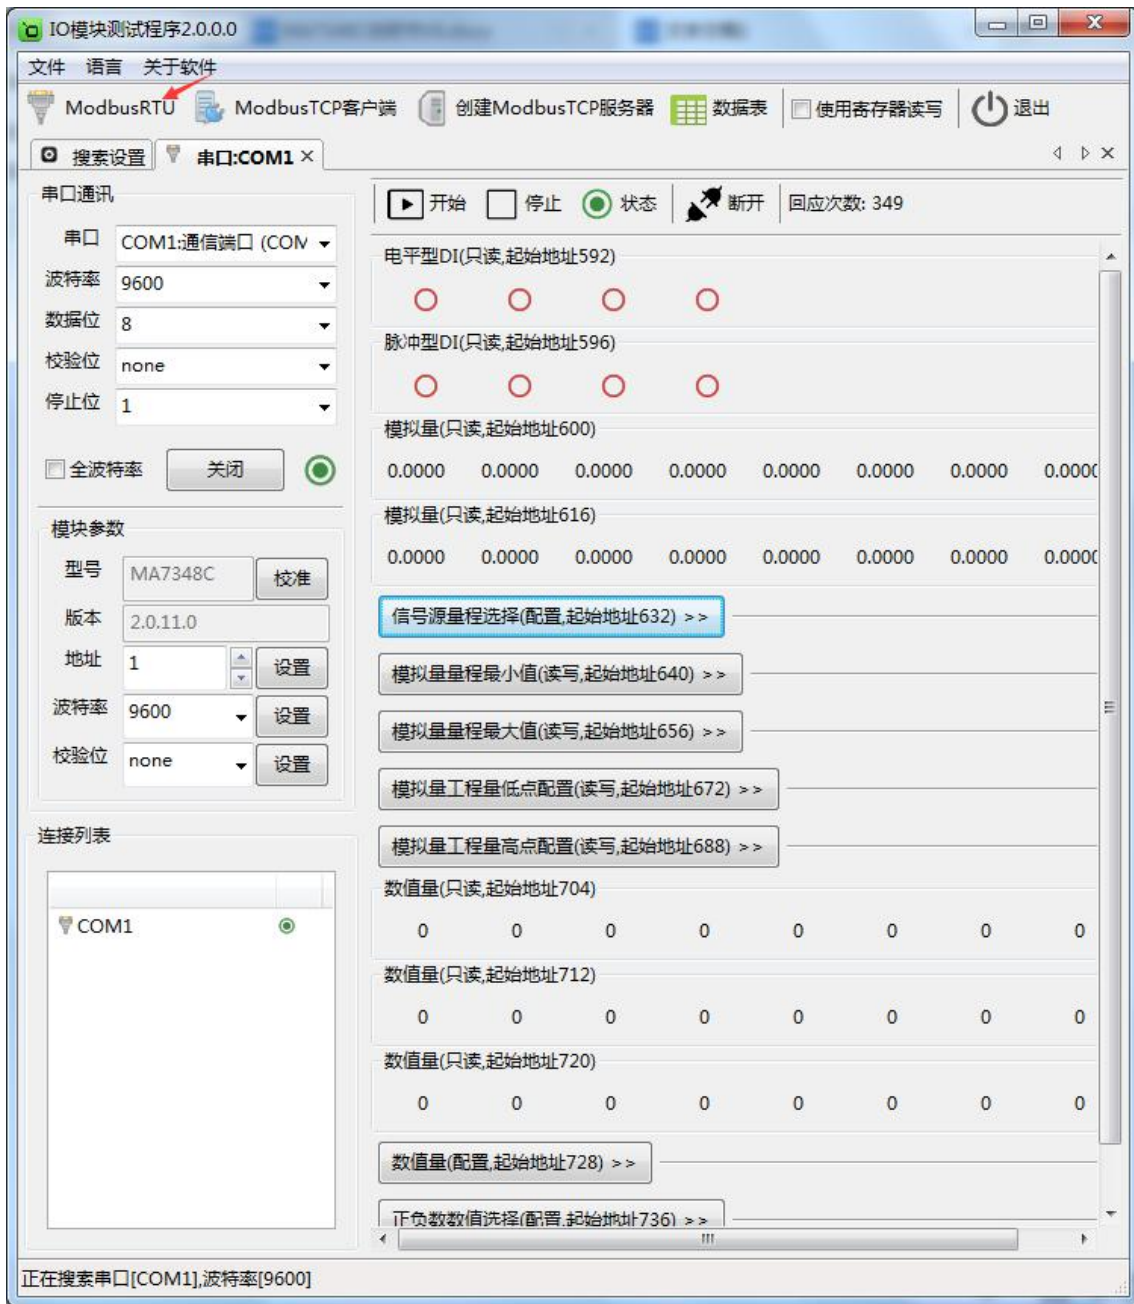 IO模块测试程序2.0.0.0
文件 语言 关于软件
ModbusRTU ModbusTCP客户端 创建ModbusTCP服务器 数据表 使用寄存器读写 退出
搜索设置 串口:COM1
串口通讯
串口 COM1:通信端口 (COM
波特率 9600
数据位 8
校验位 none
停止位 1
全波特率 关闭
模块参数
型号 MA7348C 校准
版本 2.0.11.0
地址 1 设置
波特率 9600 设置
校验位 none 设置
连接列表
COM1
开始 停止 状态 断开 回应次数: 349
电平型DI(只读,起始地址592)
脉冲型DI(只读,起始地址596)
模拟量(只读,起始地址600)
0.0000 0.0000 0.0000 0.0000 0.0000 0.0000 0.0000 0.0000
模拟量(只读,起始地址616)
0.0000 0.0000 0.0000 0.0000 0.0000 0.0000 0.0000 0.0000
信号源量程选择(配置,起始地址632) >>
模拟量量程最小值(读写,起始地址640) >>
模拟量量程最大值(读写,起始地址656) >>
模拟量工程量低点配置(读写,起始地址672) >>
模拟量工程量高点配置(读写,起始地址688) >>
数值量(只读,起始地址704)
0 0 0 0 0 0 0 0
数值量(只读,起始地址712)
0 0 0 0 0 0 0 0
数值量(只读,起始地址720)
0 0 0 0 0 0 0 0
数值量(配置,起始地址728) >>
正负数数值选择(配置,起始地址736) >>
正在搜索串口[COM1],波特率[9600]